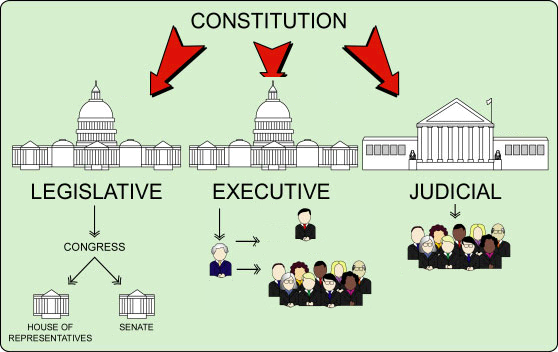 CONSTITUTION
LEGISLATIVE
EXECUTIVE
JUDICIAL
CONGRESS
HOUSE OF
REPRESENTATIVES
SENATE